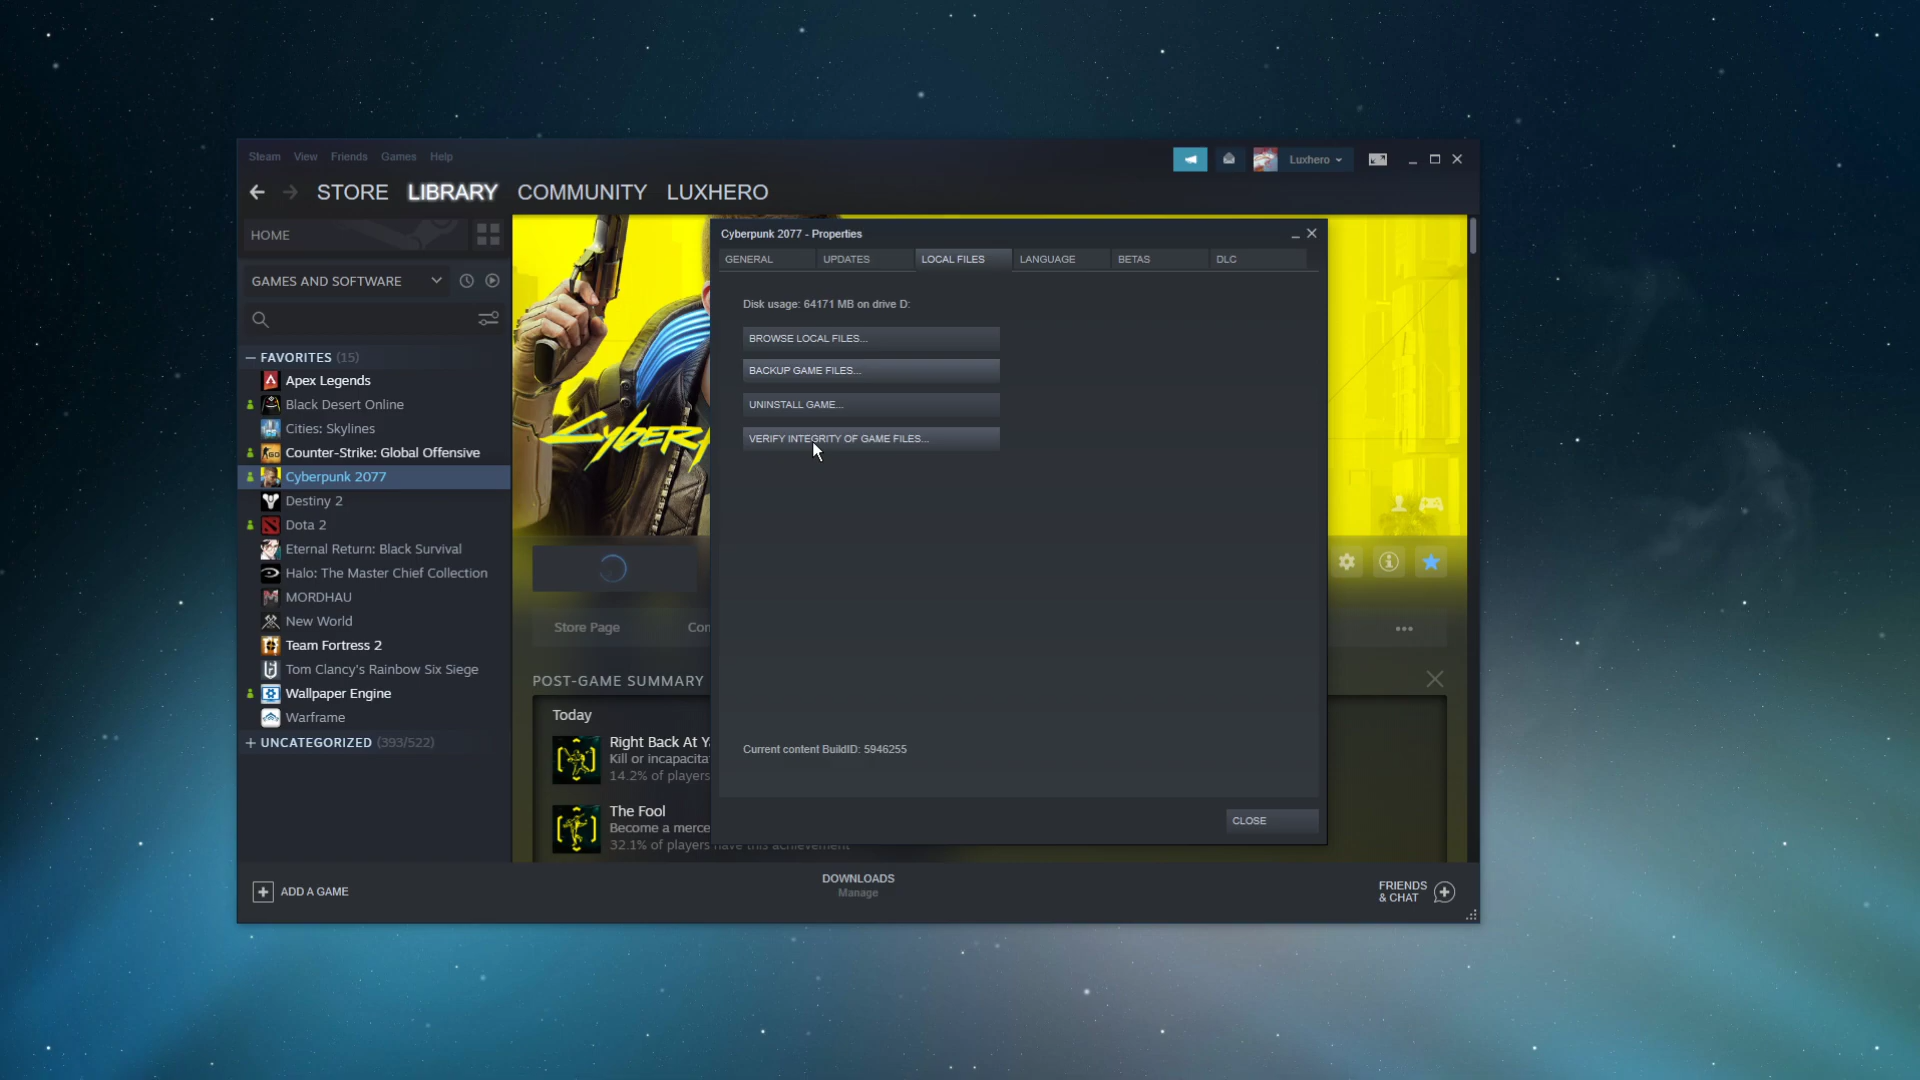 Steam View Friends Games Help
Luxhero
STORE LIBRARY COMMUNITY LUXHERO
HOME
GAMES AND SOFTWARE
FAVORITES (15)
Apex Legends
Black Desert Online
Cities: Skylines
Counter-Strike: Global Offensive
Cyberpunk 2077
Destiny 2
Dota 2
Eternal Return: Black Survival
Halo: The Master Chief Collection
MORDHAU
New World
Team Fortress 2
Tom Clancy's Rainbow Six Siege
Wallpaper Engine
Warframe
UNCATEGORIZED (393/522)
Cyberpunk 2077 - Properties
GENERAL UPDATES LOCAL FILES LANGUAGE BETAS DLC
Disk usage: 64171 MB on drive D:
BROWSE LOCAL FILES...
BACKUP GAME FILES...
UNINSTALL GAME...
VERIFY INTEGRITY OF GAME FILES...
Current content BuildID: 5946255
CLOSE
CYBER
Store Page Con
POST-GAME SUMMARY
Today
Right Back At Y
Kill or incapacita
14.2% of players
The Fool
Become a merce
32.1% of players have this achievement
ADD A GAME
DOWNLOADS
Manage
FRIENDS
& CHAT